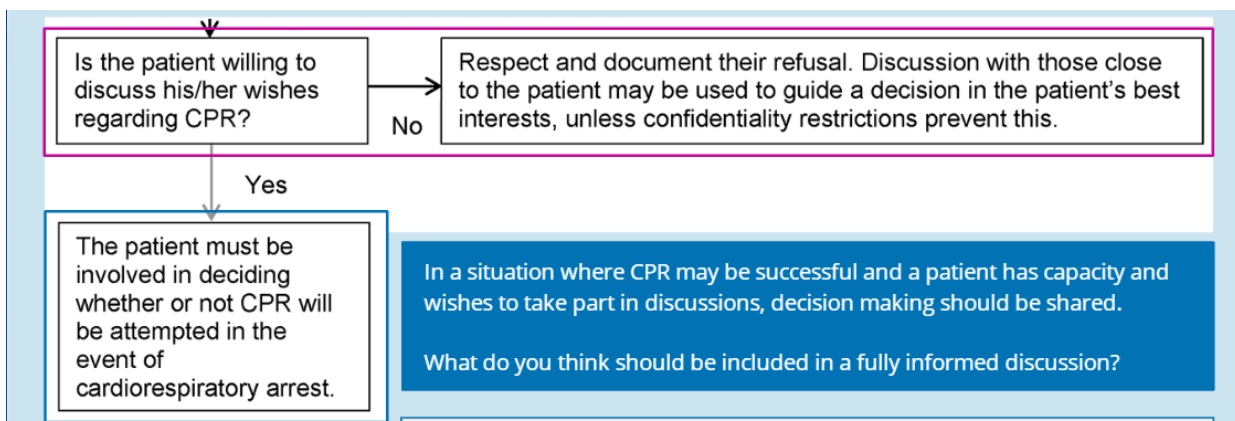 Is the patient willing to
discuss his/her wishes
regarding CPR?
No
Respect and document their refusal. Discussion with those close
to the patient may be used to guide a decision in the patient's best
interests, unless confidentiality restrictions prevent this.
Yes
The patient must be
involved in deciding
whether or not CPR will
be attempted in the
event of
cardiorespiratory arrest.
In a situation where CPR may be successful and a patient has capacity and
wishes to take part in discussions, decision making should be shared.
What do you think should be included in a fully informed discussion?